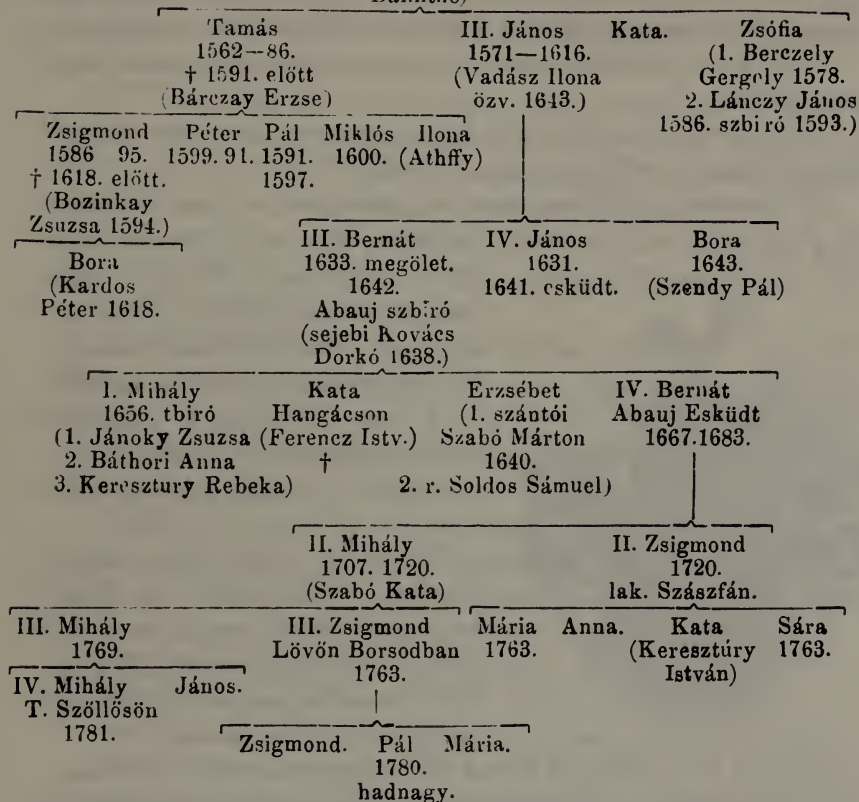 Tamás III. János Kata. Zsófia
1562—86. 1571—1616. (1. Berczely
† 1591. előtt (Vadász Ilona Gergely 1578.
(Bárczay Erzse) özv. 1643.) 2. Lánczy János
1586. szbiró 1593.)
Zsigmond Péter Pál Miklós Ilona
1586 95. 1599. 91. 1591. 1600. (Athffy)
† 1618. előtt. 1597.
(Bozinkay
Zsuzsa 1594.)
III. Bernát IV. János Bora
Bora 1633. megölet. 1631. 1643.
(Kardos 1642. 1641. esküdt. (Szendy Pál)
Péter 1618. Abauj szbiró
(sejebi Kovács
Dorkó 1638.)
I. Mihály Kata Erzsébet IV. Bernát
1656. tbiró Hangácson (1. szántói Abauj Esküdt
(1. Jánoky Zsuzsa (Ferencz Istv.) Szabó Márton 1667.1683.
2. Báthori Anna † 1640.
3. Keresztury Rebeka) 2. r. Soldos Sámuel)
II. Mihály II. Zsigmond
1707. 1720. 1720.
(Szabó Kata) lak. Szászfán.
III. Mihály III. Zsigmond Mária Anna. Kata Sára
1769. Lövőn Borsodban 1763. (Keresztúry 1763.
1763. István)
IV. Mihály János.
T. Szőllősön
1781.
Zsigmond. Pál Mária.
1780.
hadnagy.